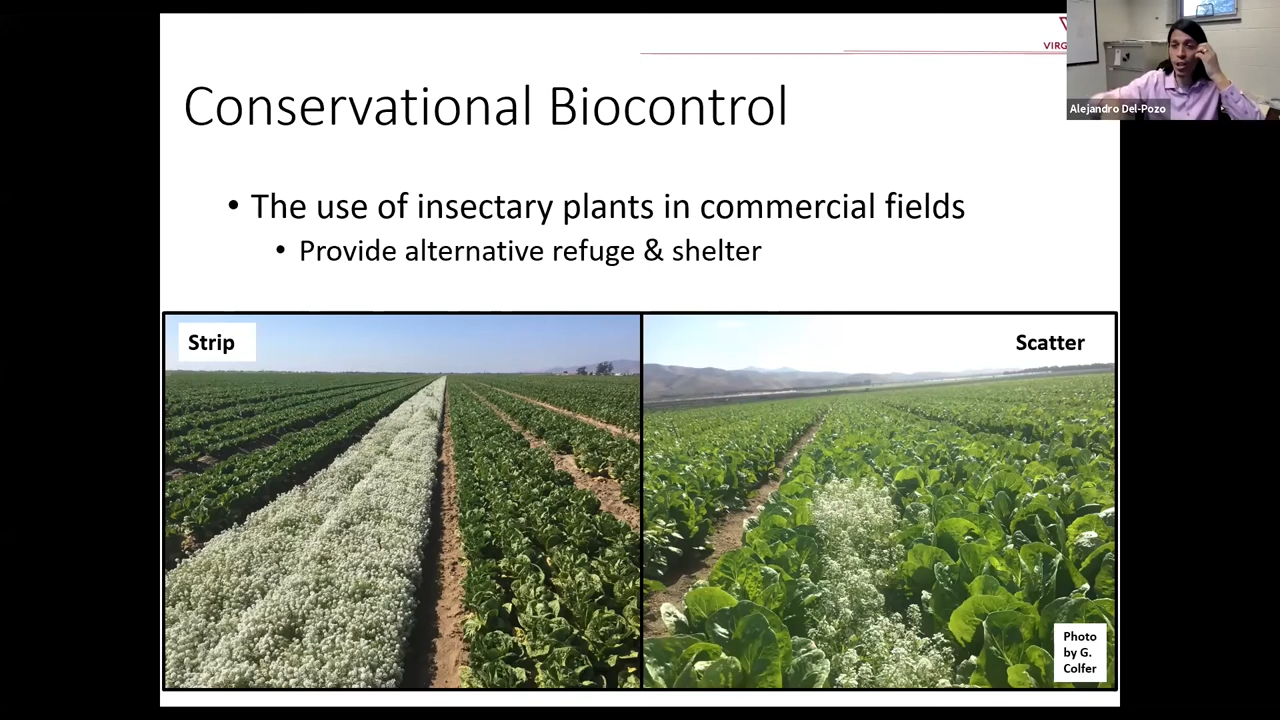 VIRG
Alejandro Del-Pozo
Conservational Biocontrol
• The use of insectary plants in commercial fields
• Provide alternative refuge & shelter
Strip
Scatter
Photo
by G.
Colfer